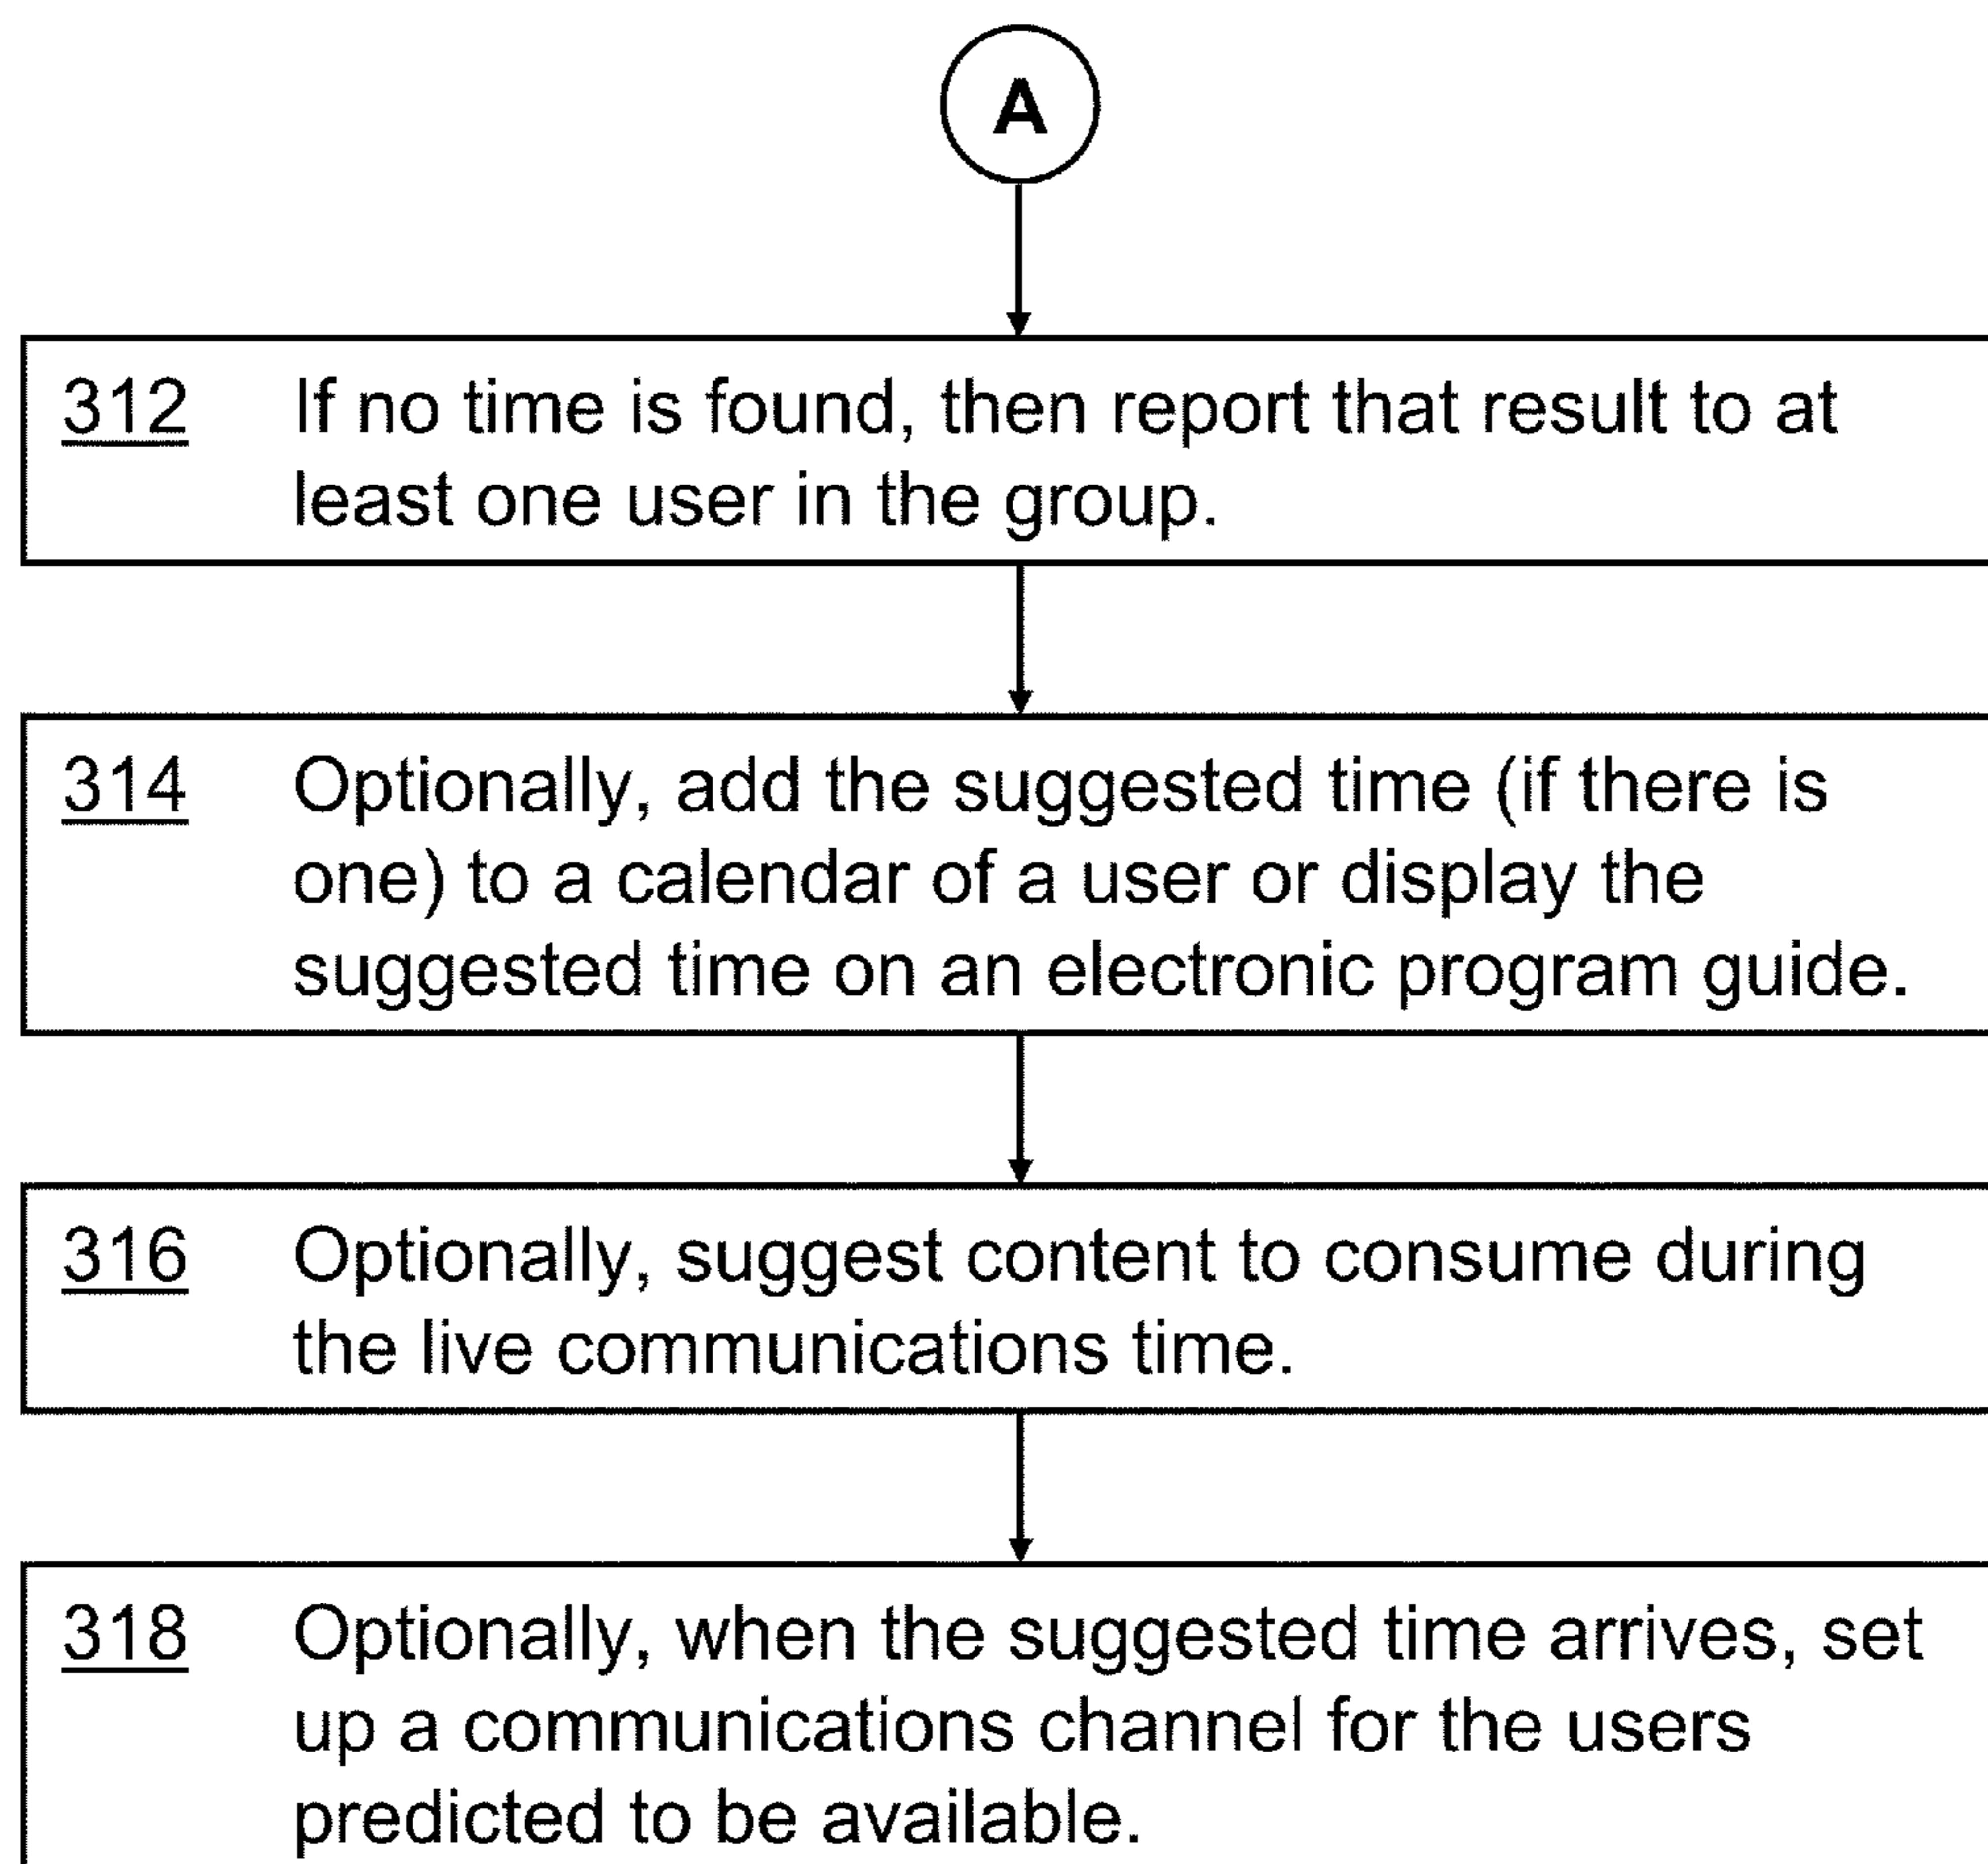 A
312 If no time is found, then report that result to at
least one user in the group.
314 Optionally, add the suggested time (if there is
one) to a calendar of a user or display the
suggested time on an electronic program guide.
316 Optionally, suggest content to consume during
the live communications time.
318 Optionally, when the suggested time arrives, set
up a communications channel for the users
predicted to be available.